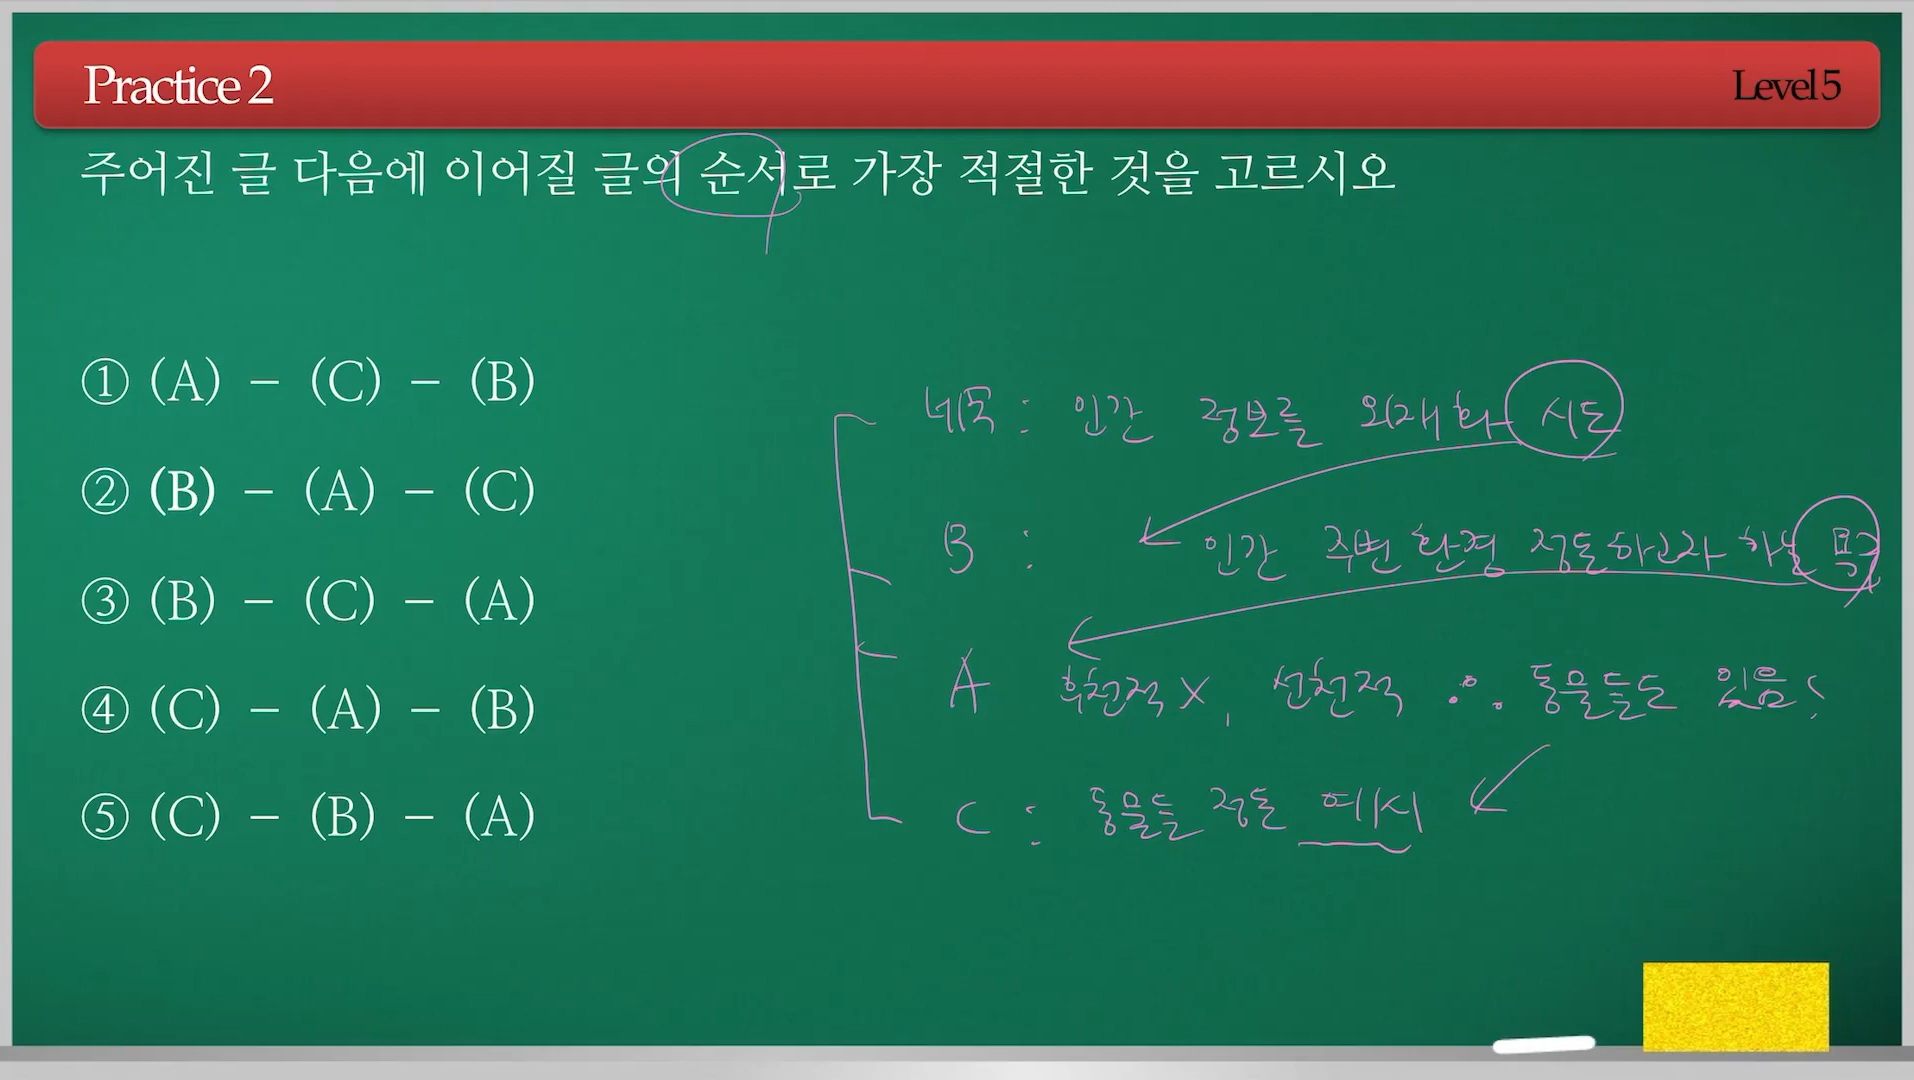 Practice 2
Level 5
주어진 글 다음에 이어질 글의 순서로 가장 적절한 것을 고르시오
① (A) – (C) – (B)
② (B) – (A) – (C)
③ (B) – (C) – (A)
④ (C) – (A) – (B)
⑤ (C) – (B) – (A)
네모 : 인간 정보를 외재화 시도
B : 인간 주변 환경 정돈하고자 하는
A 후천적 X, 선천적 ∴ 동물들도 있음
C : 동물들 정돈 예시